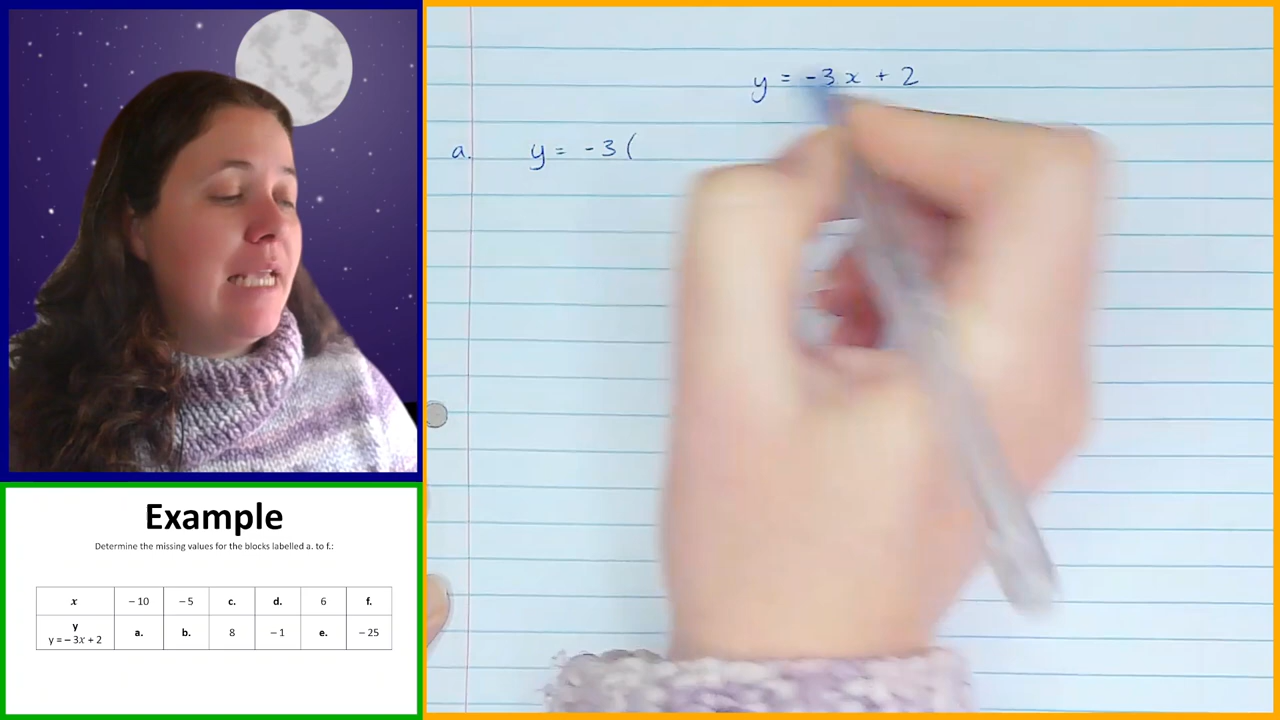 y = -3x + 2
a. y = -3(
Example
Determine the missing values for the blocks labelled a. to f.:
x – 10 – 5 c. d. 6 f.
y
y = – 3x + 2 a. b. 8 – 1 e. – 25